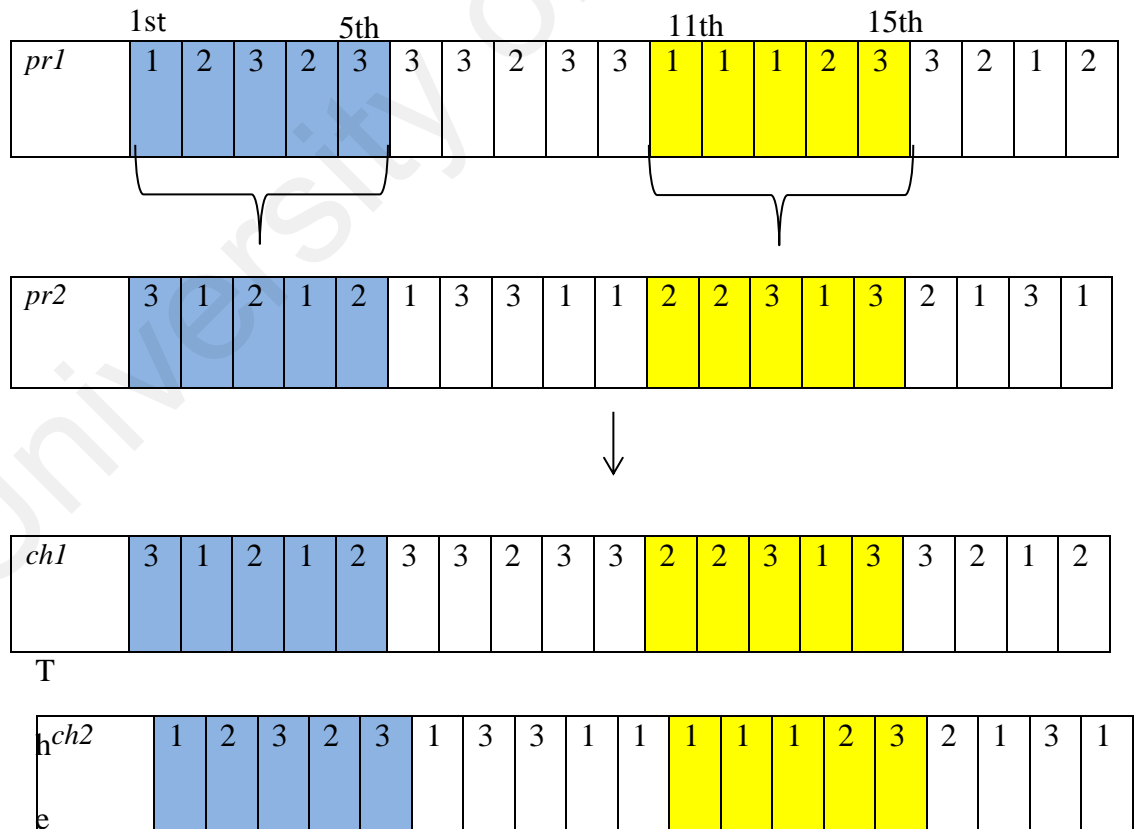 1st 5th 11th 15th
pr1 1 2 3 2 3 3 3 2 3 3 1 1 1 2 3 3 2 1 2
pr2 3 1 2 1 2 1 3 3 1 1 2 2 3 1 3 2 1 3 1
ch1 3 1 2 1 2 3 3 2 3 3 2 2 3 1 3 3 2 1 2
T
h ch2 1 2 3 2 3 1 3 3 1 1 1 1 1 2 3 2 1 3 1
e
University o